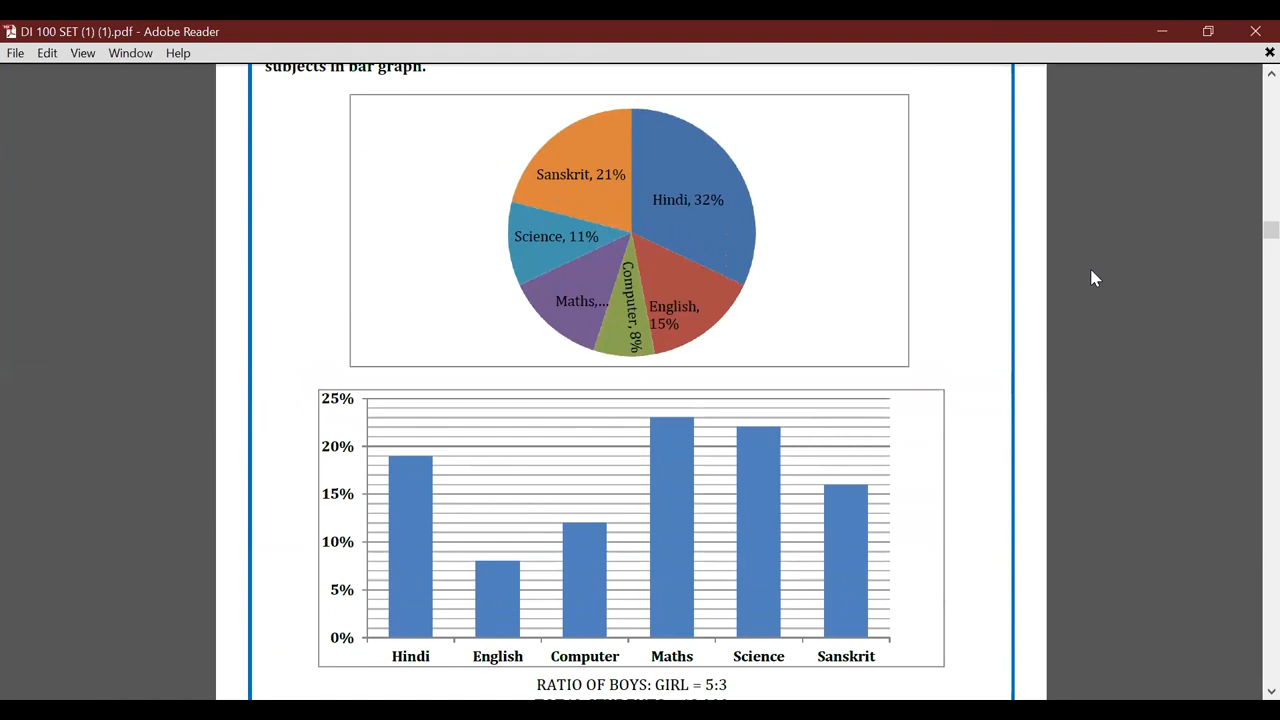 DI 100 SET (1) (1).pdf - Adobe Reader
File Edit View Window Help
subjects in bar graph.
Sanskrit, 21%
Hindi, 32%
Science, 11%
Maths,...
Computer, 8%
English,
15%
25%
20%
15%
10%
5%
0%
Hindi English Computer Maths Science Sanskrit
RATIO OF BOYS: GIRL = 5:3